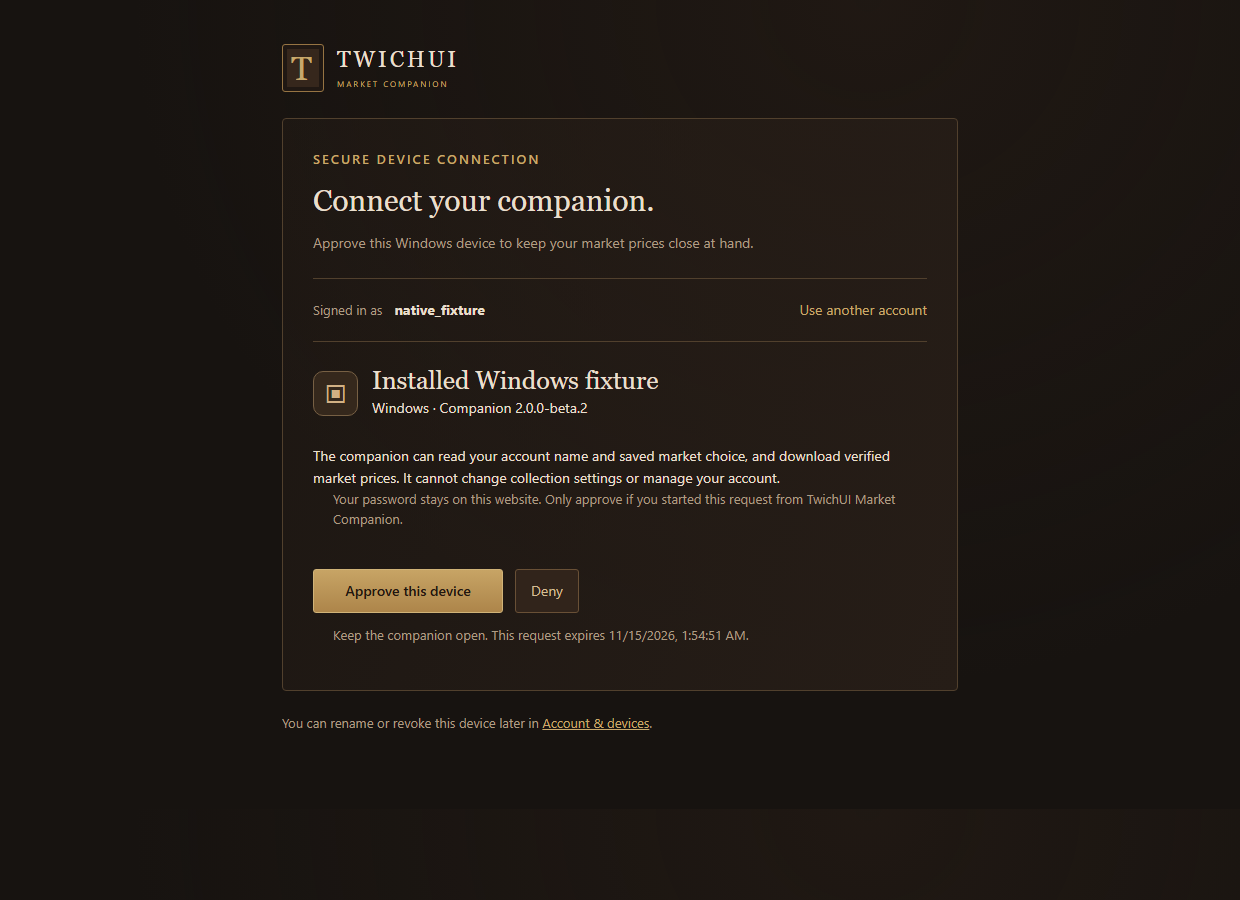 T
TWICHUI
MARKET COMPANION
SECURE DEVICE CONNECTION
Connect your companion.
Approve this Windows device to keep your market prices close at hand.
Signed in as native_fixture
Use another account
Installed Windows fixture
Windows · Companion 2.0.0-beta.2
The companion can read your account name and saved market choice, and download verified
market prices. It cannot change collection settings or manage your account.
Your password stays on this website. Only approve if you started this request from TwichUI Market
Companion.
Approve this device
Deny
Keep the companion open. This request expires 11/15/2026, 1:54:51 AM.
You can rename or revoke this device later in Account & devices.